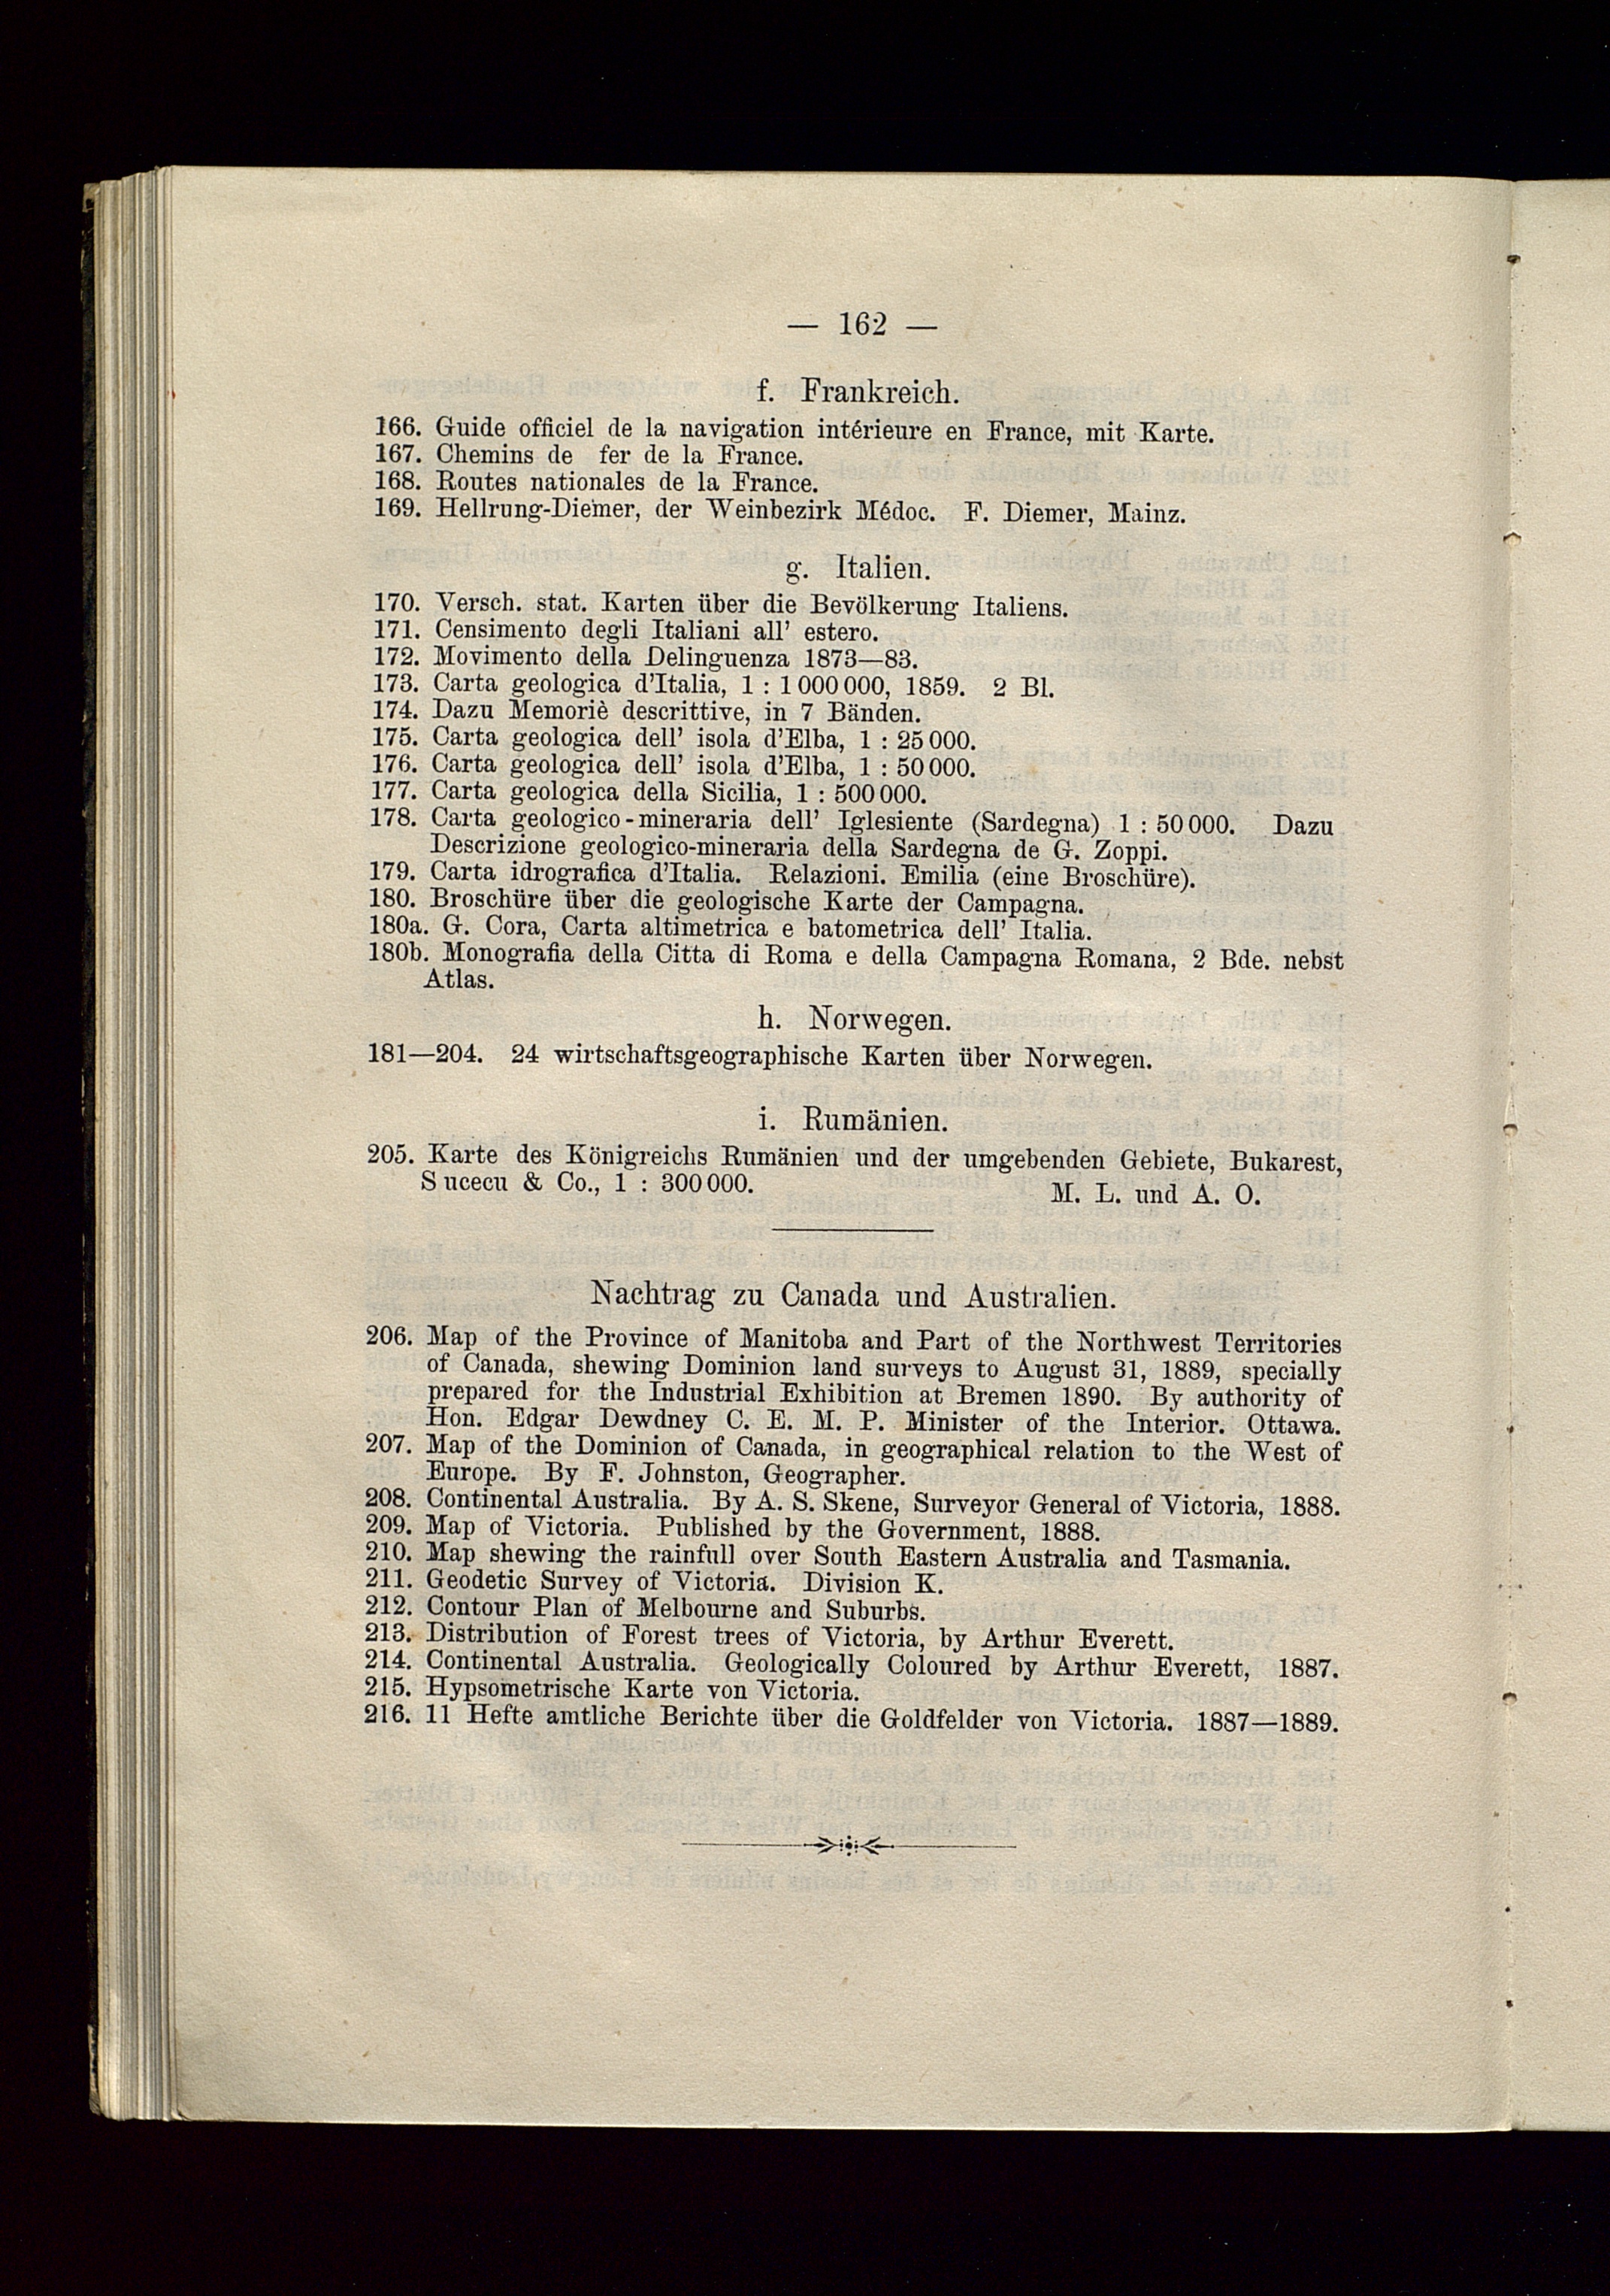 — 162 —
f. Frankreich.
166. Guide officiel de la navigation intérieure en France, mit Karte.
167. Chemins de fer de la France.
168. Routes nationales de la France.
169. Hellrung-Diemer, der Weinbezirk Médoc. F. Diemer, Mainz.
g. Italien.
170. Versch. stat. Karten über die Bevölkerung Italiens.
171. Censimento degli Italiani all' estero.
172. Movimento della Delinguenza 1873—83.
173. Carta geologica d'Italia, 1 : 1 000 000, 1859. 2 Bl.
174. Dazu Memoriè descrittive, in 7 Bänden.
175. Carta geologica dell' isola d'Elba, 1 : 25 000.
176. Carta geologica dell' isola d'Elba, 1 : 50 000.
177. Carta geologica della Sicilia, 1 : 500 000.
178. Carta geologico-mineraria dell' Iglesiente (Sardegna) 1 : 50 000. Dazu
Descrizione geologico-mineraria della Sardegna de G. Zoppi.
179. Carta idrografica d'Italia. Relazioni. Emilia (eine Broschüre).
180. Broschüre über die geologische Karte der Campagna.
180a. G. Cora, Carta altimetrica e batometrica dell' Italia.
180b. Monografia della Citta di Roma e della Campagna Romana, 2 Bde. nebst
Atlas.
h. Norwegen.
181—204. 24 wirtschaftsgeographische Karten über Norwegen.
i. Rumänien.
205. Karte des Königreichs Rumänien und der umgebenden Gebiete, Bukarest,
Sucecu & Co., 1 : 300 000.
M. L. und A. O.
Nachtrag zu Canada und Australien.
206. Map of the Province of Manitoba and Part of the Northwest Territories
of Canada, shewing Dominion land surveys to August 31, 1889, specially
prepared for the Industrial Exhibition at Bremen 1890. By authority of
Hon. Edgar Dewdney C. E. M. P. Minister of the Interior. Ottawa.
207. Map of the Dominion of Canada, in geographical relation to the West of
Europe. By F. Johnston, Geographer.
208. Continental Australia. By A. S. Skene, Surveyor General of Victoria, 1888.
209. Map of Victoria. Published by the Government, 1888.
210. Map shewing the rainfull over South Eastern Australia and Tasmania.
211. Geodetic Survey of Victoria. Division K.
212. Contour Plan of Melbourne and Suburbs.
213. Distribution of Forest trees of Victoria, by Arthur Everett.
214. Continental Australia. Geologically Coloured by Arthur Everett, 1887.
215. Hypsometrische Karte von Victoria.
216. 11 Hefte amtliche Berichte über die Goldfelder von Victoria. 1887—1889.